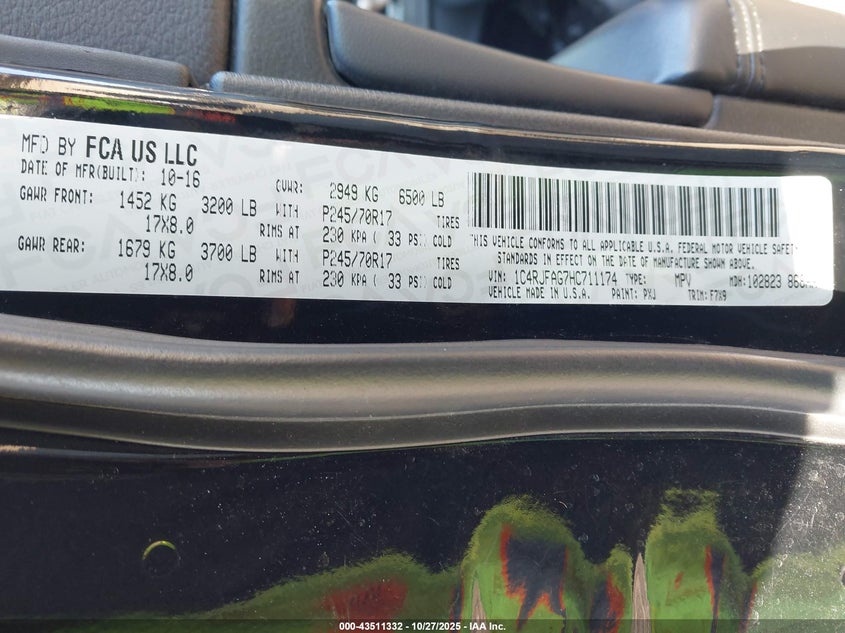 MFD BY FCA US LLC
DATE OF MFR(BUILT): 10-16
GVWR: 2949 KG 6500 LB
GAWR FRONT: 1452 KG 3200 LB WITH P245/70R17 TIRES
17X8.0 RIMS AT 230 KPA ( 33 PSI) COLD
GAWR REAR: 1679 KG 3700 LB WITH P245/70R17 TIRES
17X8.0 RIMS AT 230 KPA ( 33 PSI) COLD
THIS VEHICLE CONFORMS TO ALL APPLICABLE U.S.A. FEDERAL MOTOR VEHICLE SAFETY
STANDARDS IN EFFECT ON THE DATE OF MANUFACTURE SHOWN ABOVE.
VIN: 1C4RJFAG7HC711174 TYPE: MPV MDH: 102823
VEHICLE MADE IN U.S.A. PAINT: PXJ TRIM: F7X9
000-43511332 - 10/27/2025 - IAA Inc.